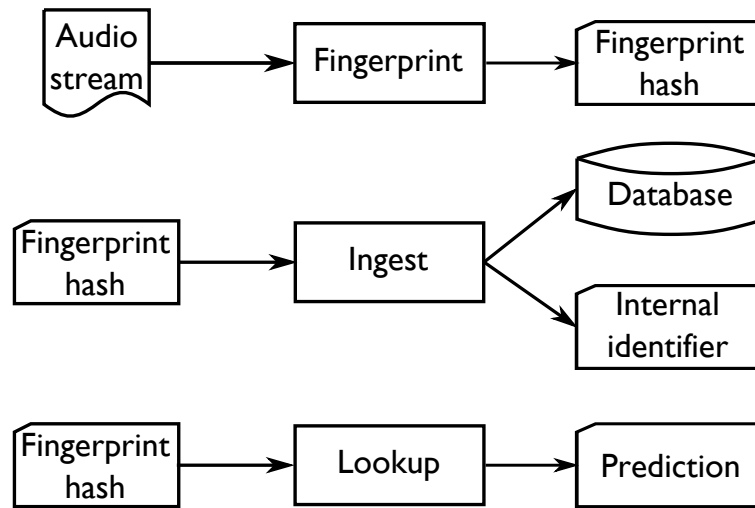 Audio
stream
Fingerprint
Fingerprint
hash
Fingerprint
hash
Ingest
Database
Internal
identifier
Fingerprint
hash
Lookup
Prediction